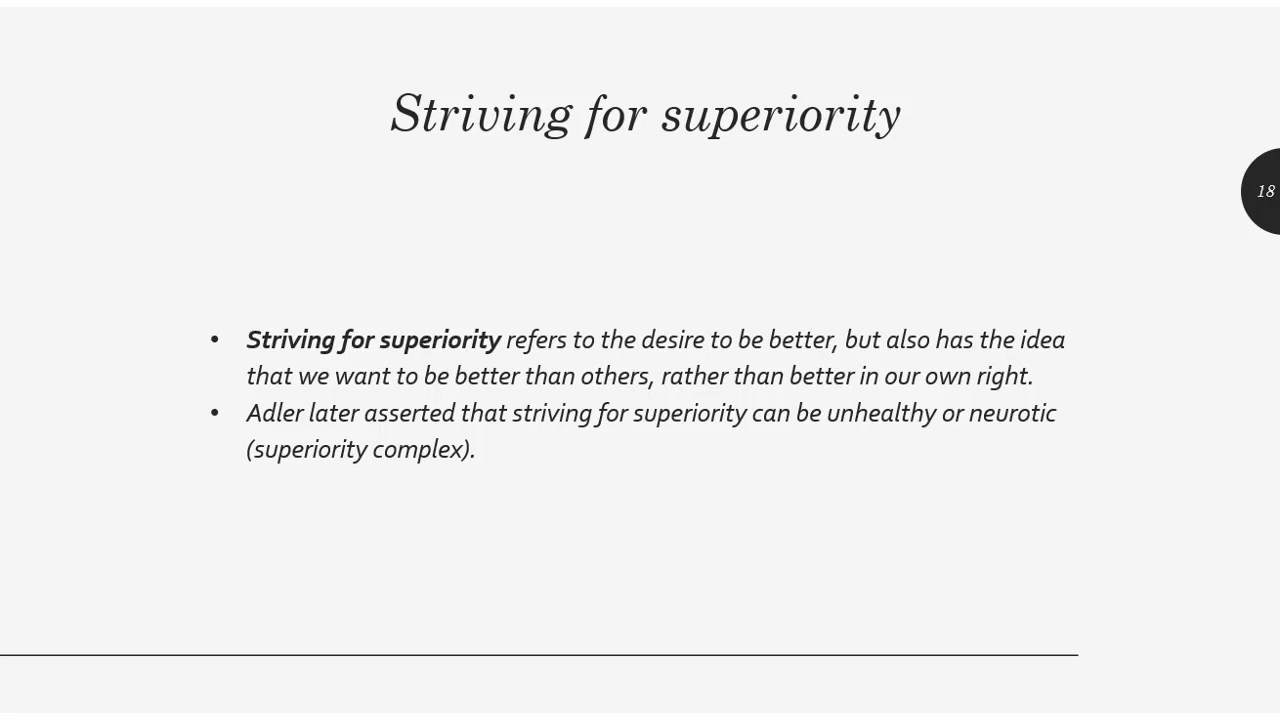 Striving for superiority
18
• Striving for superiority refers to the desire to be better, but also has the idea
that we want to be better than others, rather than better in our own right.
• Adler later asserted that striving for superiority can be unhealthy or neurotic
(superiority complex).